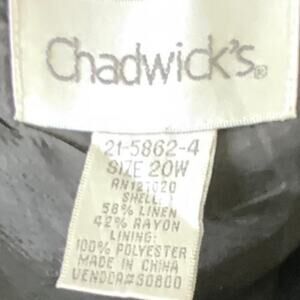 Chadwick's®
21-5862-4
SIZE 20W
RN121020
SHELL:
58% LINEN
42% RAYON
LINING:
100% POLYESTER
MADE IN CHINA
VENDOR#S0800